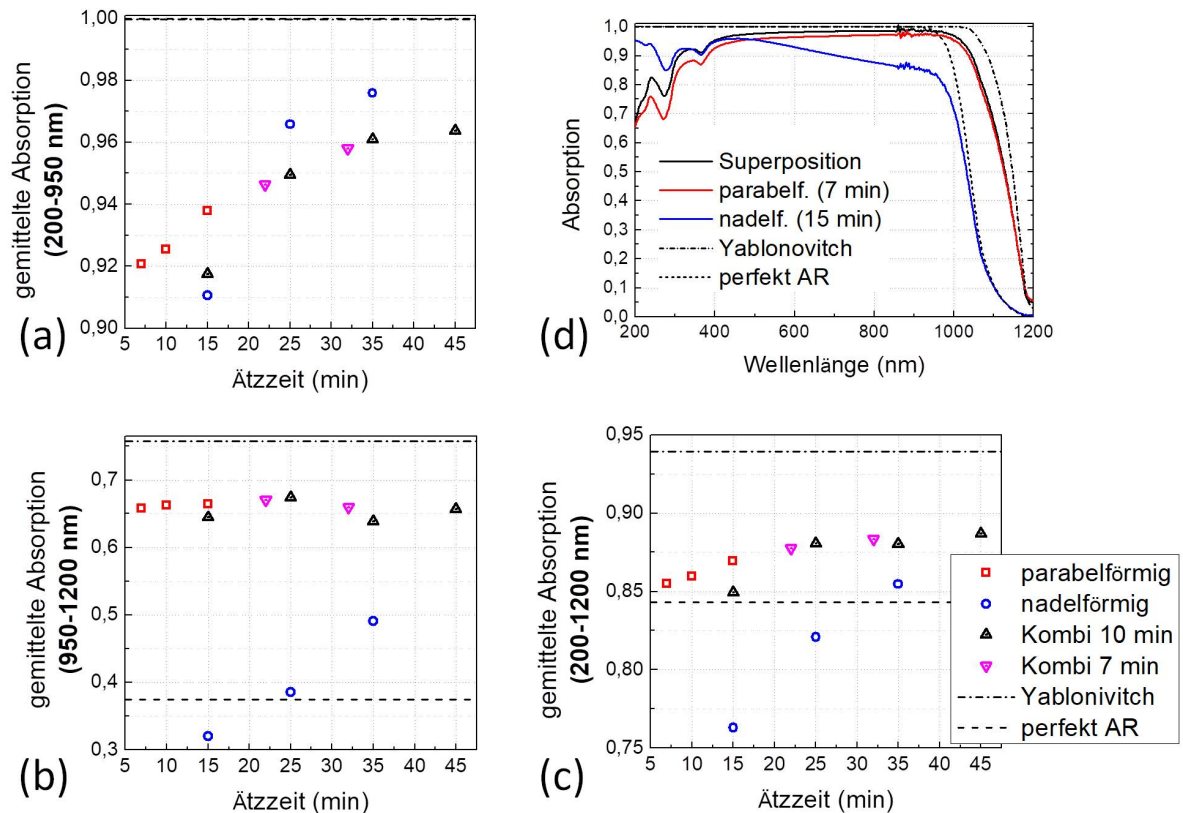 1,00
0,98
0,96
0,94
0,92
0,90
gemittelte Absorption
(200-950 nm)
5 10 15 20 25 30 35 40 45
Ätzzeit (min)
(a)
1,0
0,9
0,8
0,7
0,6
0,5
0,4
0,3
0,2
0,1
0,0
Absorption
Superposition
parabelf. (7 min)
nadelf. (15 min)
Yablonovitch
perfekt AR
200 400 600 800 1000 1200
Wellenlänge (nm)
(d)
0,7
0,6
0,5
0,4
0,3
gemittelte Absorption
(950-1200 nm)
5 10 15 20 25 30 35 40 45
Ätzzeit (min)
(b)
0,95
0,90
0,85
0,80
0,75
gemittelte Absorption
(200-1200 nm)
5 10 15 20 25 30 35 40 45
Ätzzeit (min)
(c)
parabelförmig
nadelförmig
Kombi 10 min
Kombi 7 min
Yablonivitch
perfekt AR